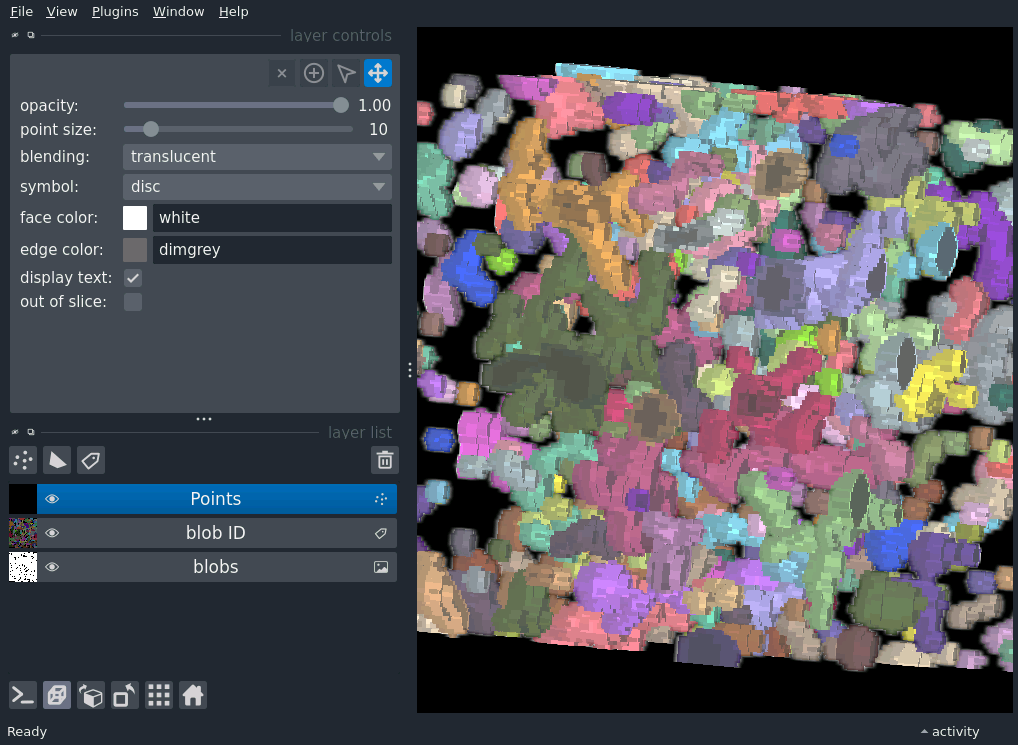 File View Plugins Window Help
layer controls
opacity: 1.00
point size: 10
blending: translucent
symbol: disc
face color: white
edge color: dimgrey
display text:
out of slice:
layer list
Points
blob ID
blobs
Ready activity